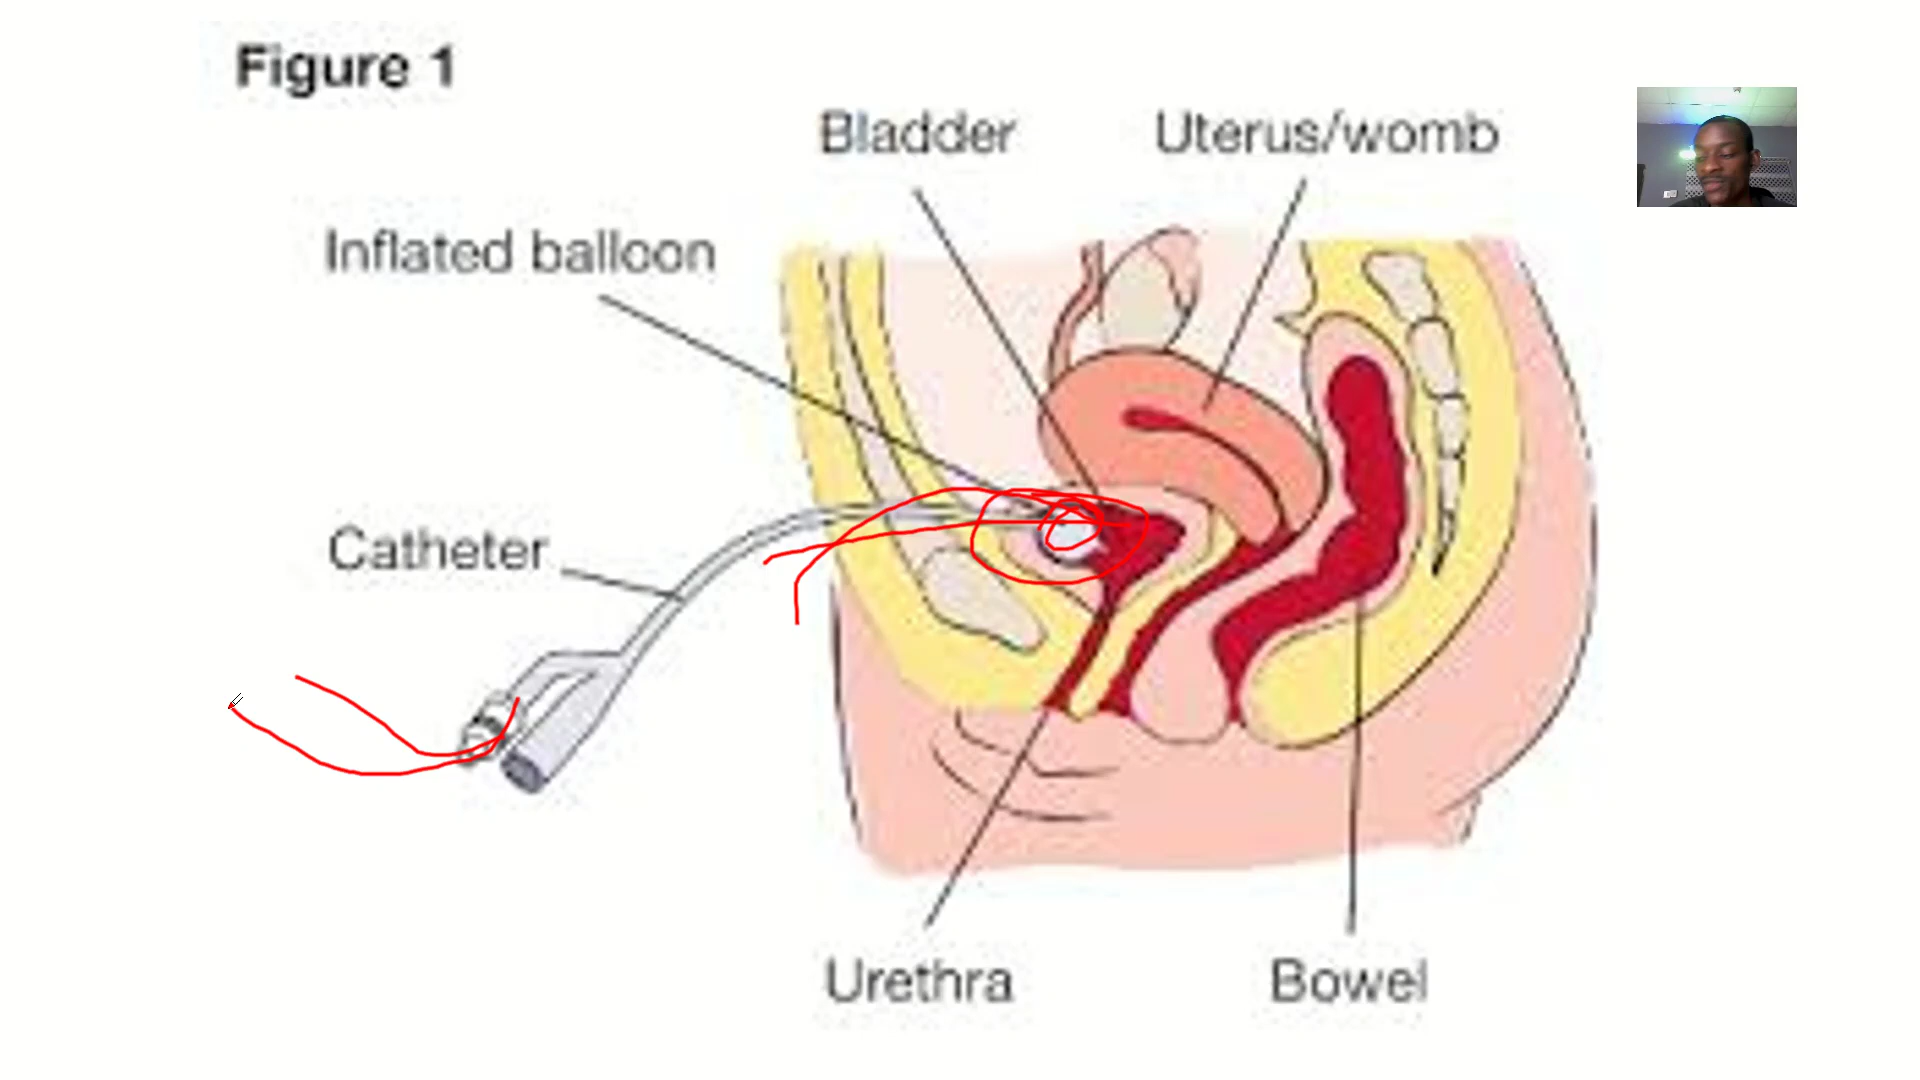 Figure 1
Bladder
Uterus/womb
Inflated balloon
Catheter
Urethra
Bowel